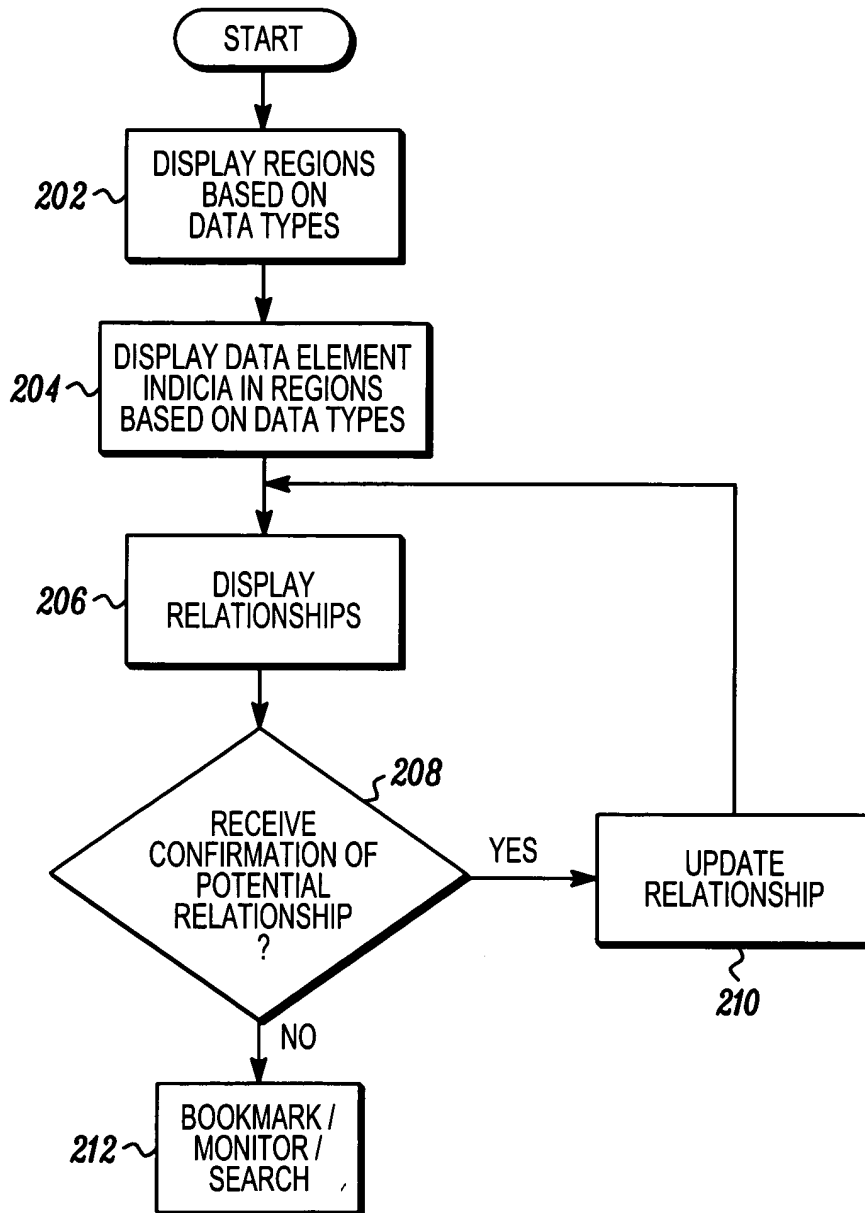 START
202
DISPLAY REGIONS
BASED ON
DATA TYPES
204
DISPLAY DATA ELEMENT
INDICIA IN REGIONS
BASED ON DATA TYPES
206
DISPLAY
RELATIONSHIPS
208
RECEIVE
CONFIRMATION OF
POTENTIAL
RELATIONSHIP
?
YES
UPDATE
RELATIONSHIP
210
NO
212
BOOKMARK /
MONITOR /
SEARCH